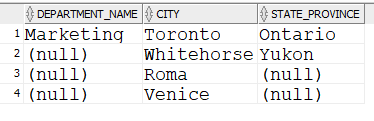 DEPARTMENT_NAME CITY STATE_PROVINCE
1 Marketing Toronto Ontario
2 (null) Whitehorse Yukon
3 (null) Roma (null)
4 (null) Venice (null)